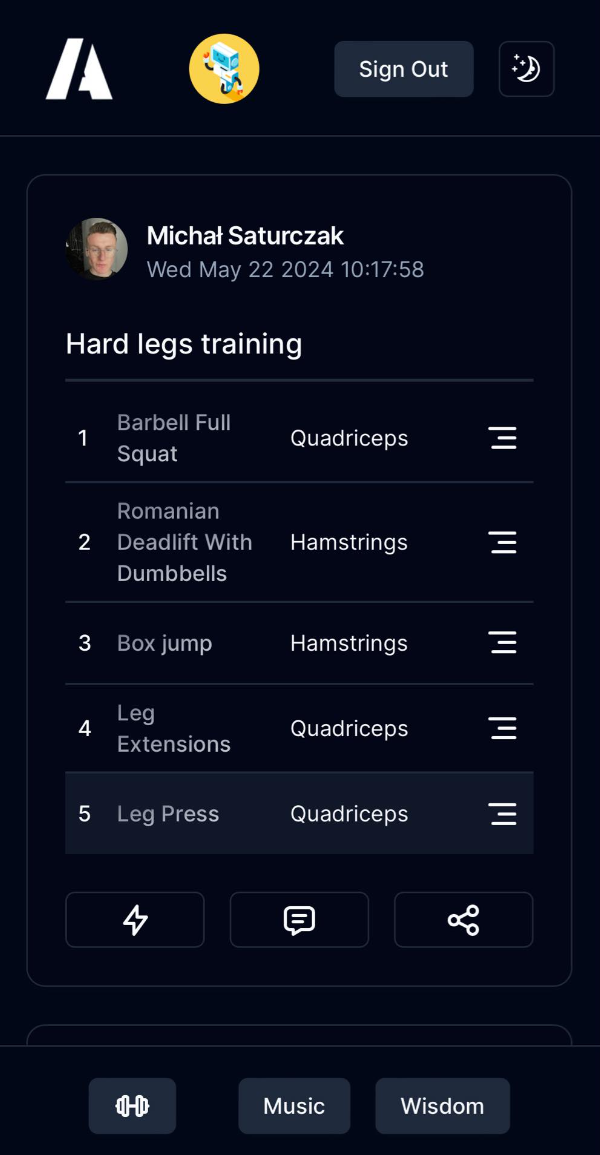 Sign Out
Michał Saturczak
Wed May 22 2024 10:17:58
Hard legs training
1
Barbell Full
Squat
Quadriceps
2
Romanian
Deadlift With
Dumbbells
Hamstrings
3
Box jump
Hamstrings
4
Leg
Extensions
Quadriceps
5
Leg Press
Quadriceps
Music
Wisdom